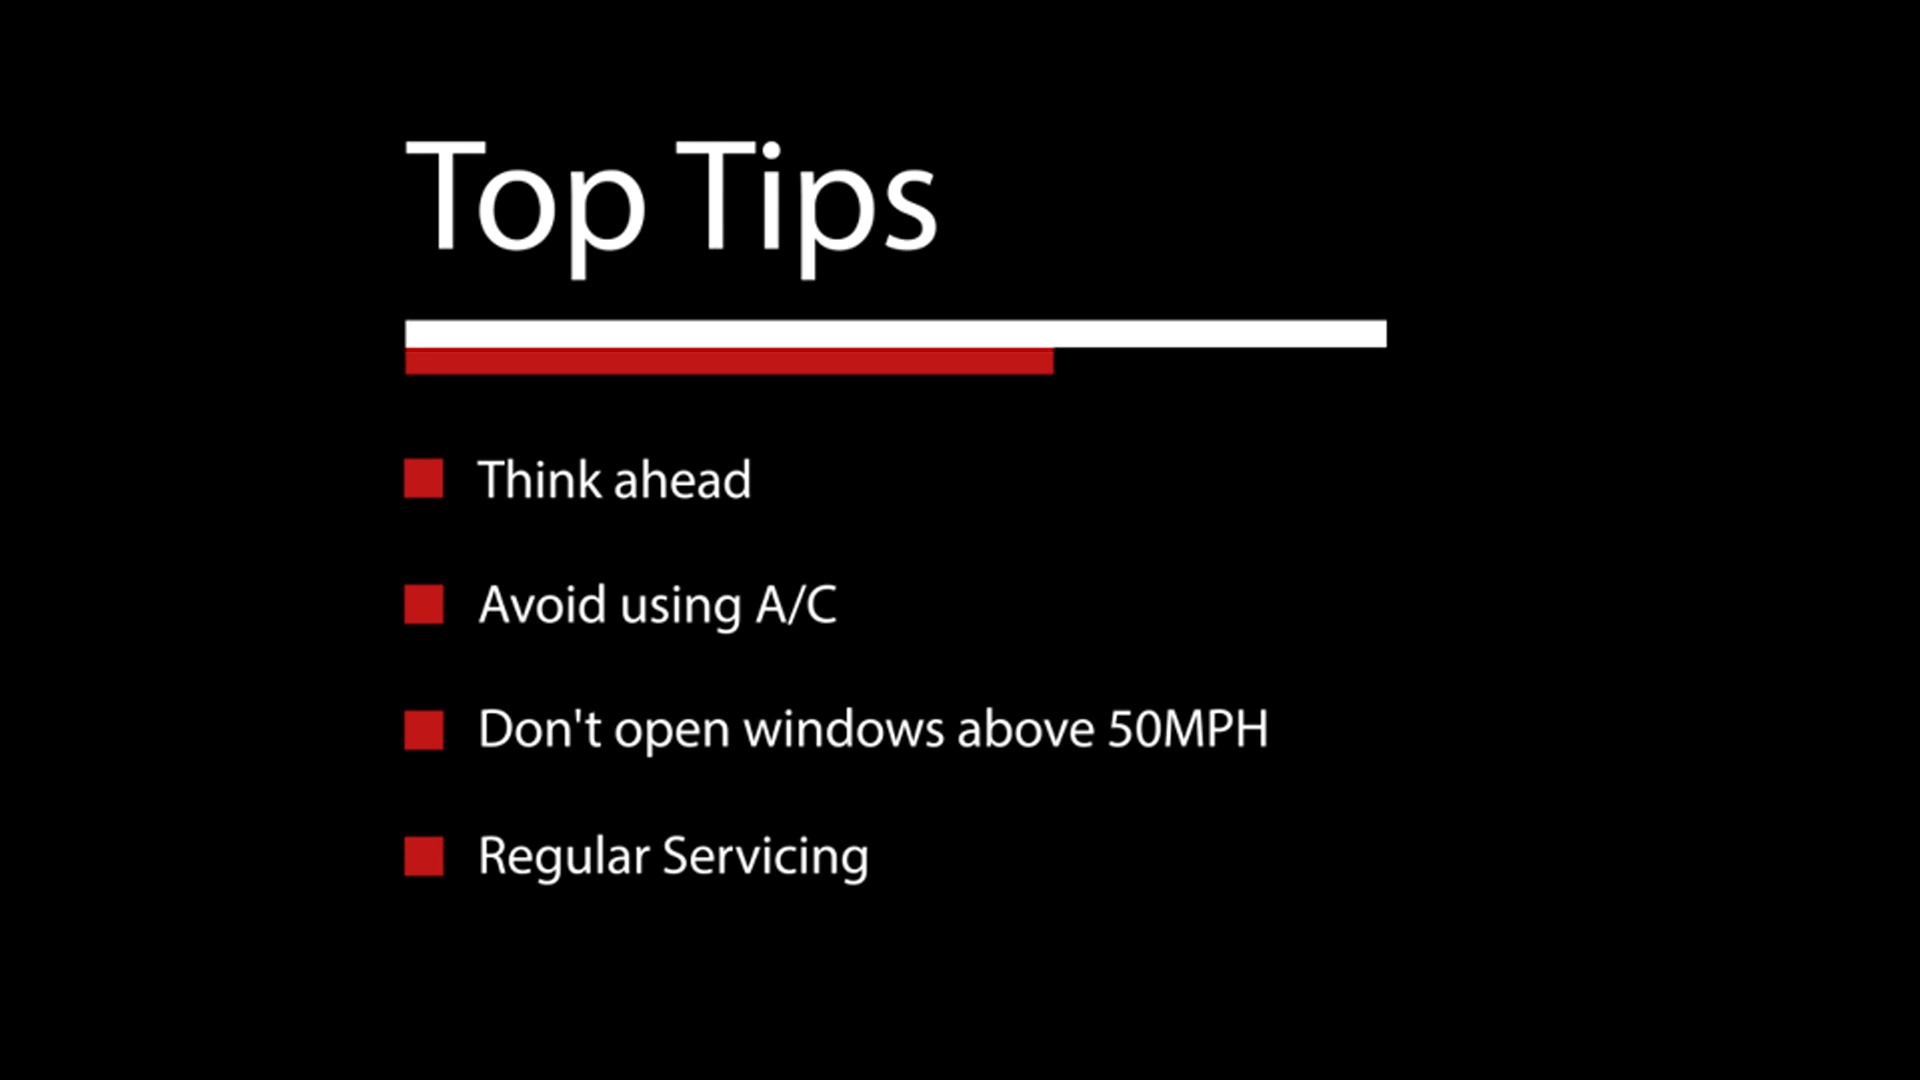 Top Tips
Think ahead
Avoid using A/C
Don't open windows above 50MPH
Regular Servicing